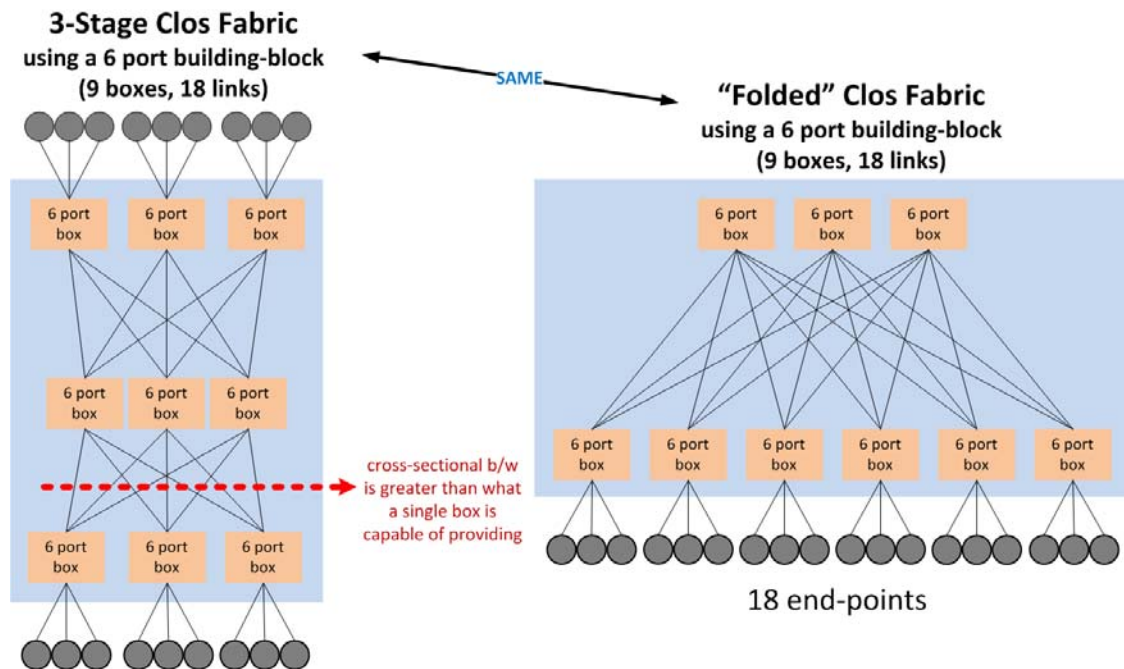 3-Stage Clos Fabric
using a 6 port building-block
(9 boxes, 18 links)
SAME
“Folded” Clos Fabric
using a 6 port building-block
(9 boxes, 18 links)
6 port
box
6 port
box
6 port
box
6 port
box
6 port
box
6 port
box
6 port
box
6 port
box
6 port
box
cross-sectional b/w
is greater than what
a single box is
capable of providing
6 port
box
6 port
box
6 port
box
6 port
box
6 port
box
6 port
box
6 port
box
6 port
box
6 port
box
18 end-points